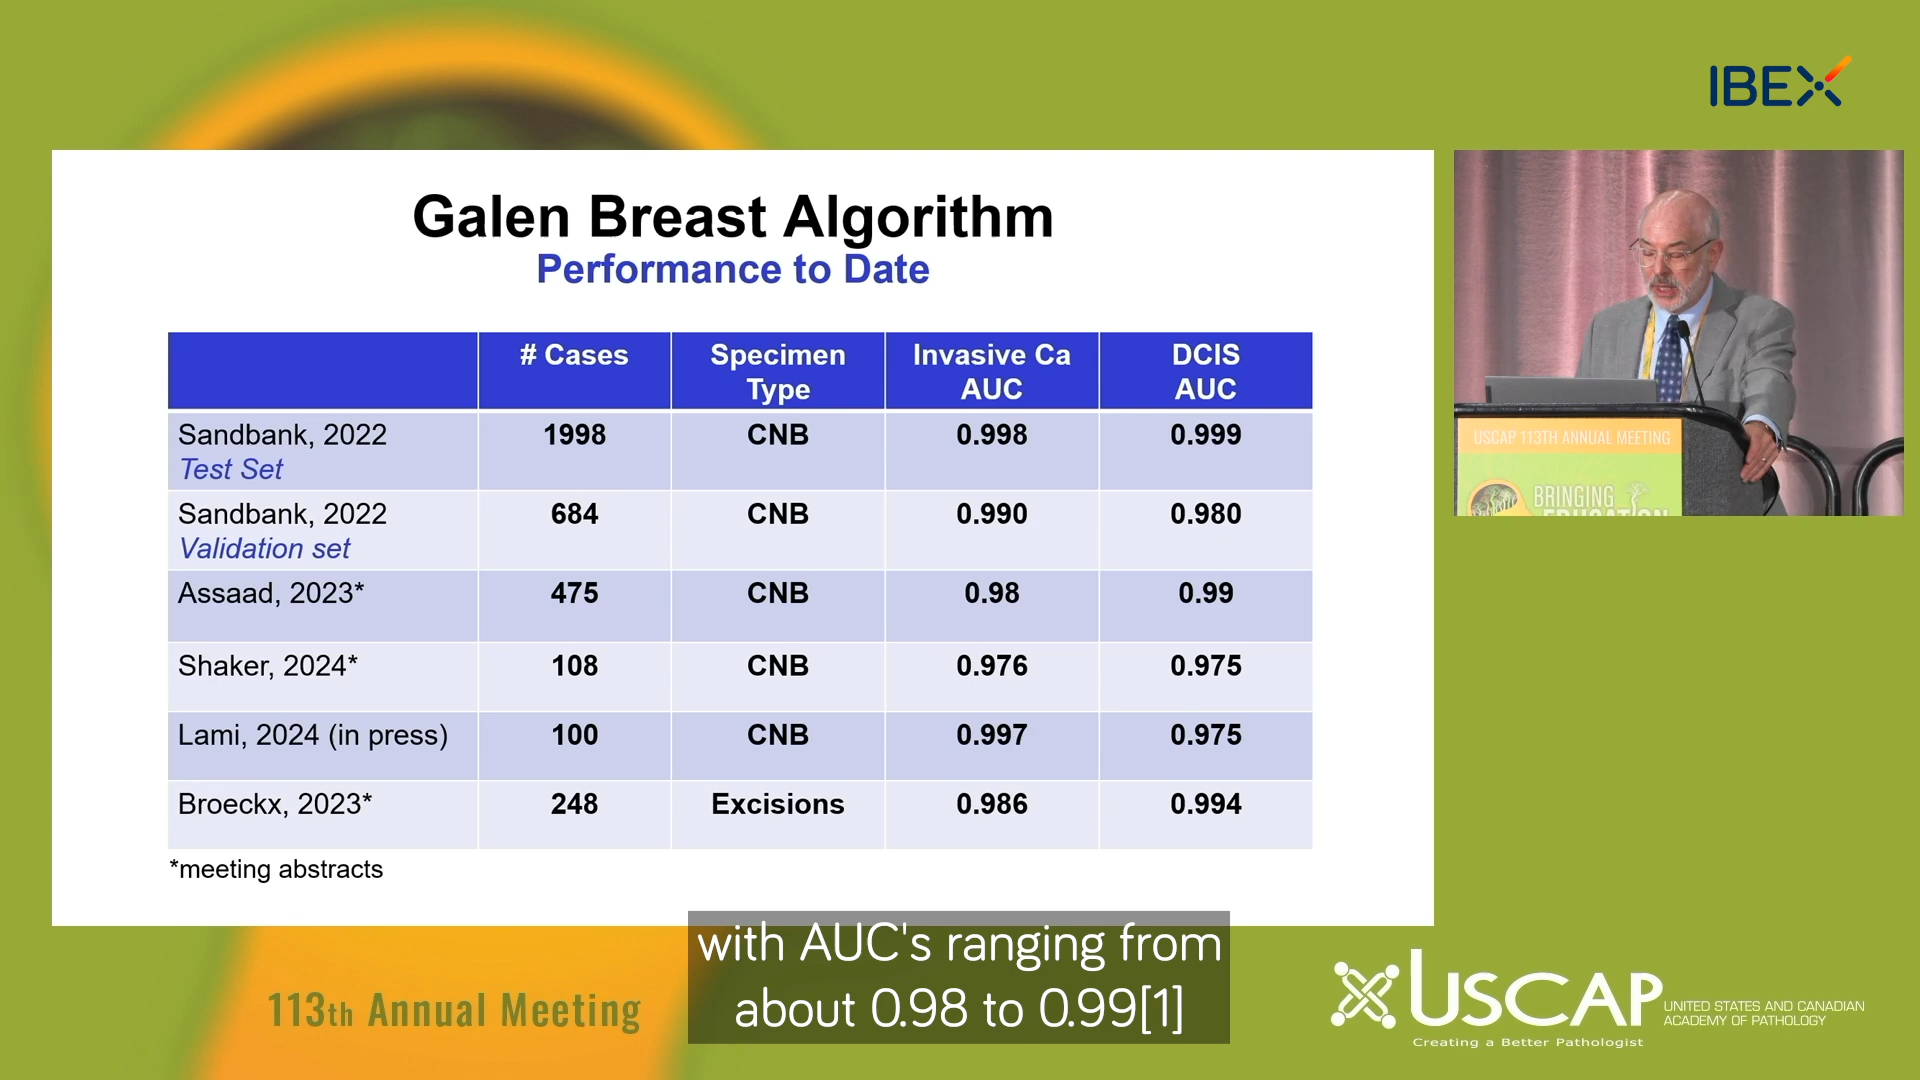 IBEX
Galen Breast Algorithm
Performance to Date
# Cases
Specimen Type
Invasive Ca AUC
DCIS AUC
Sandbank, 2022
Test Set
1998
CNB
0.998
0.999
Sandbank, 2022
Validation set
684
CNB
0.990
0.980
Assaad, 2023*
475
CNB
0.98
0.99
Shaker, 2024*
108
CNB
0.976
0.975
Lami, 2024 (in press)
100
CNB
0.997
0.975
Broeckx, 2023*
248
Excisions
0.986
0.994
*meeting abstracts
USCAP 113TH ANNUAL MEETING
BRINGING
EDUCATION
with AUC's ranging from
about 0.98 to 0.99[1]
113th Annual Meeting
USCAP
UNITED STATES AND CANADIAN
ACADEMY OF PATHOLOGY
Creating a Better Pathologist